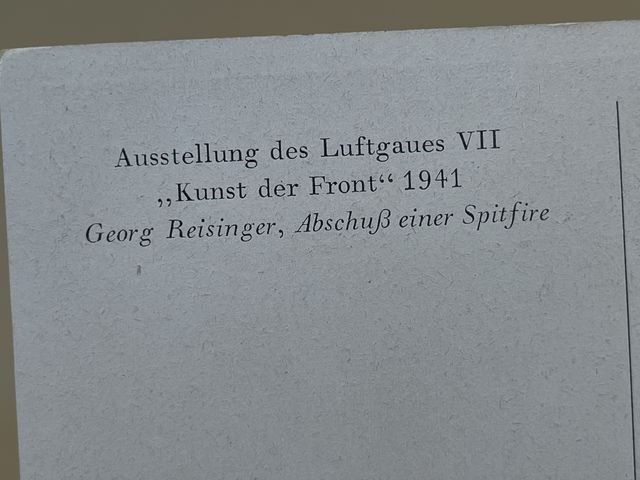 Ausstellung des Luftgaues VII
„Kunst der Front“ 1941
Georg Reisinger, Abschuß einer Spitfire